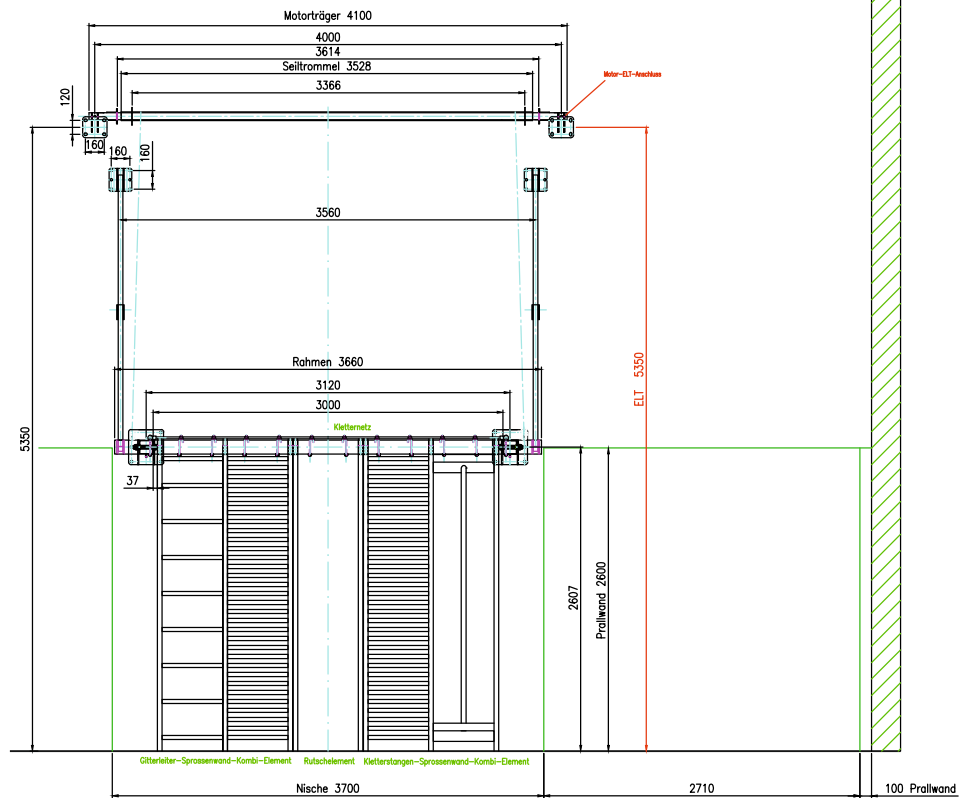 Motorträger 4100
4000
3614
Seiltrommel 3528
3366
Motor-ELT-Anschluss
120
160
160
160
3560
Rahmen 3660
3120
3000
Kletternetz
ELT 5350
5350
37
2607
Prallwand 2600
Gitterleiter-Sprossenwand-Kombi-Element
Rutschelement
Kletterstangen-Sprossenwand-Kombi-Element
Nische 3700
2710
100 Prallwand